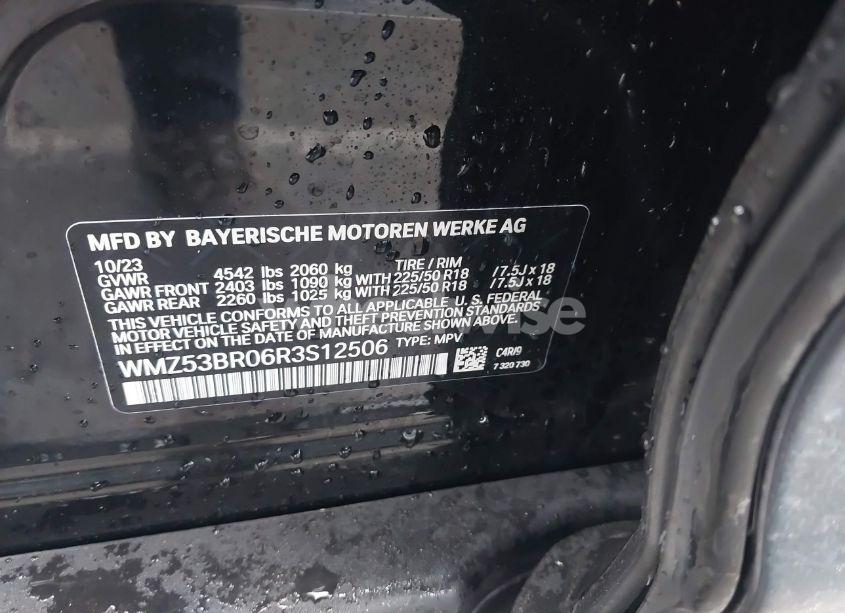 MFD BY BAYERISCHE MOTOREN WERKE AG
10/23 TIRE / RIM
GVWR 4542 lbs 2060 kg
GAWR FRONT 2403 lbs 1090 kg WITH 225/50 R18 /7.5J x 18
GAWR REAR 2260 lbs 1025 kg WITH 225/50 R18 /7.5J x 18
THIS VEHICLE CONFORMS TO ALL APPLICABLE U.S. FEDERAL
MOTOR VEHICLE SAFETY AND THEFT PREVENTION STANDARDS
IN EFFECT ON THE DATE OF MANUFACTURE SHOWN ABOVE.
WMZ53BR06R3S12506 TYPE: MPV
C4R/9
7 320 730